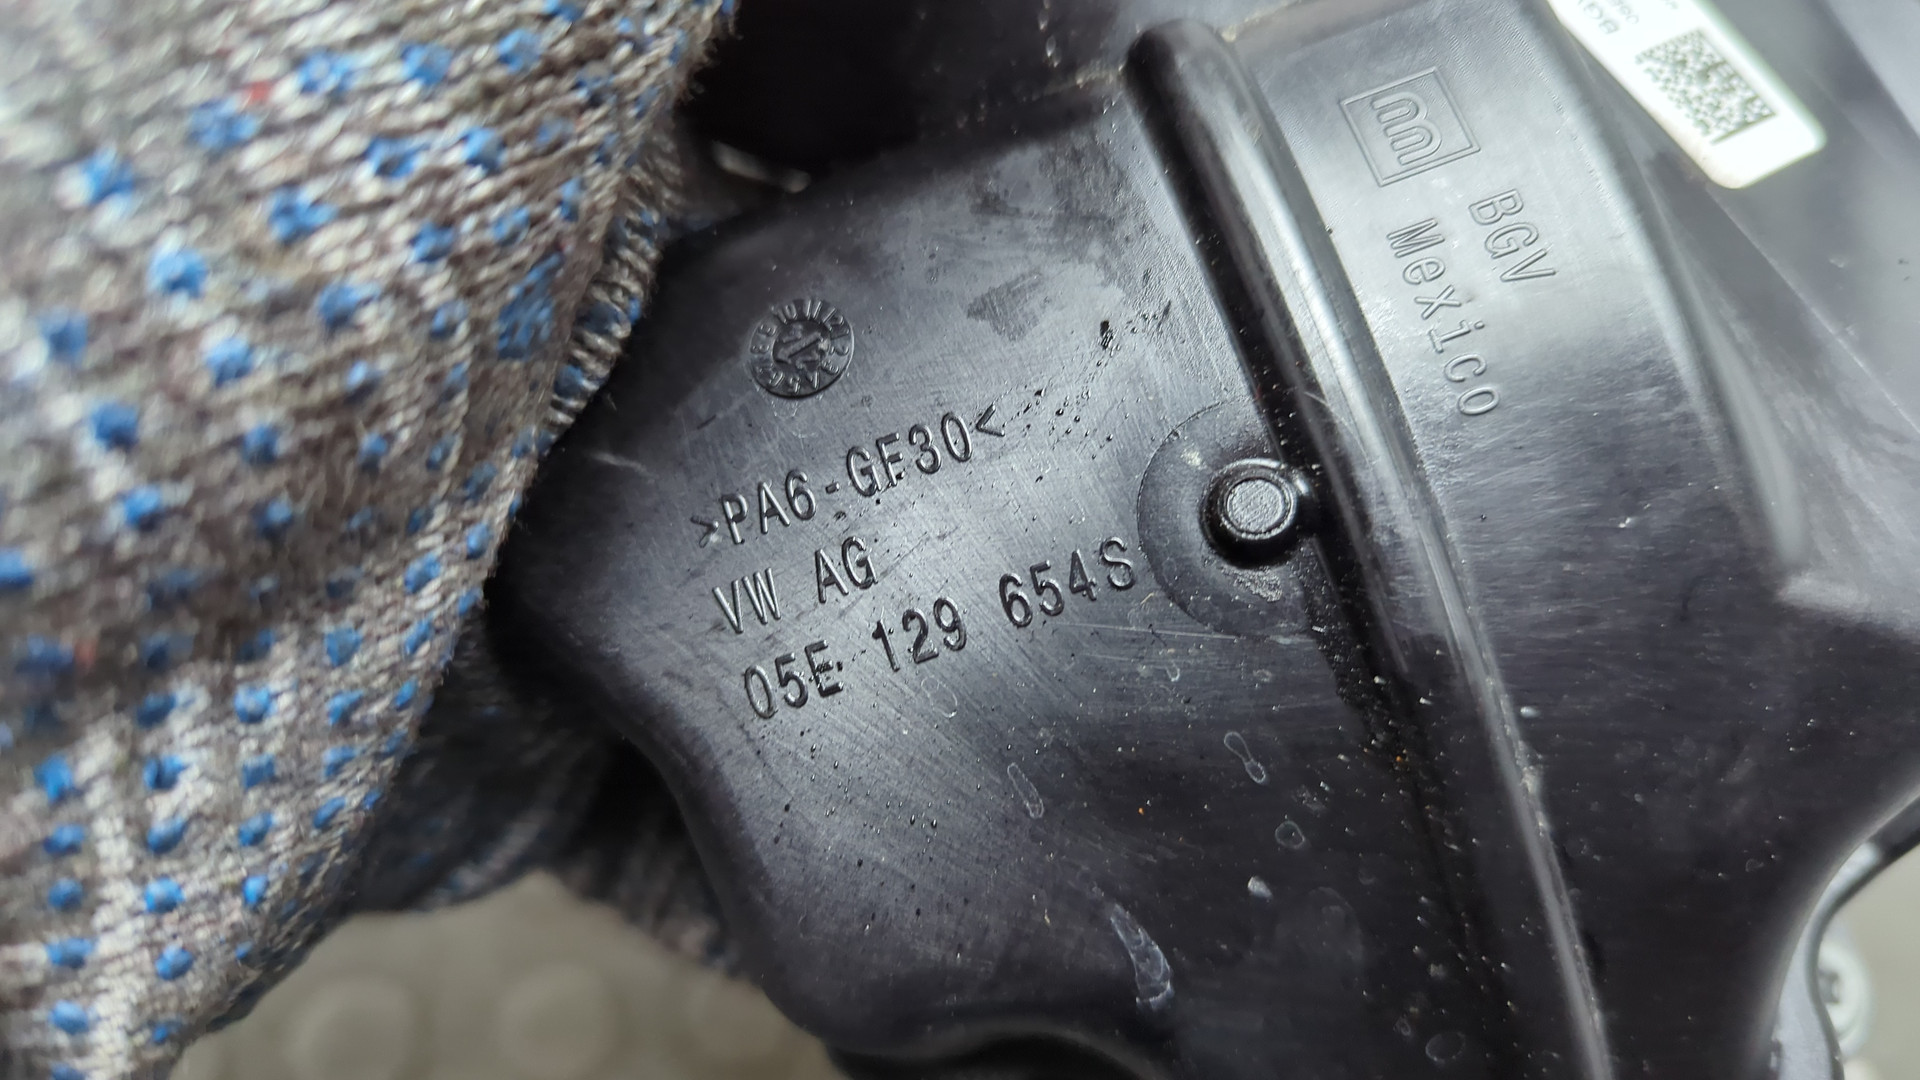 >PA6-GF30<
VW AG
05E 129 654S
BGV
Mexico